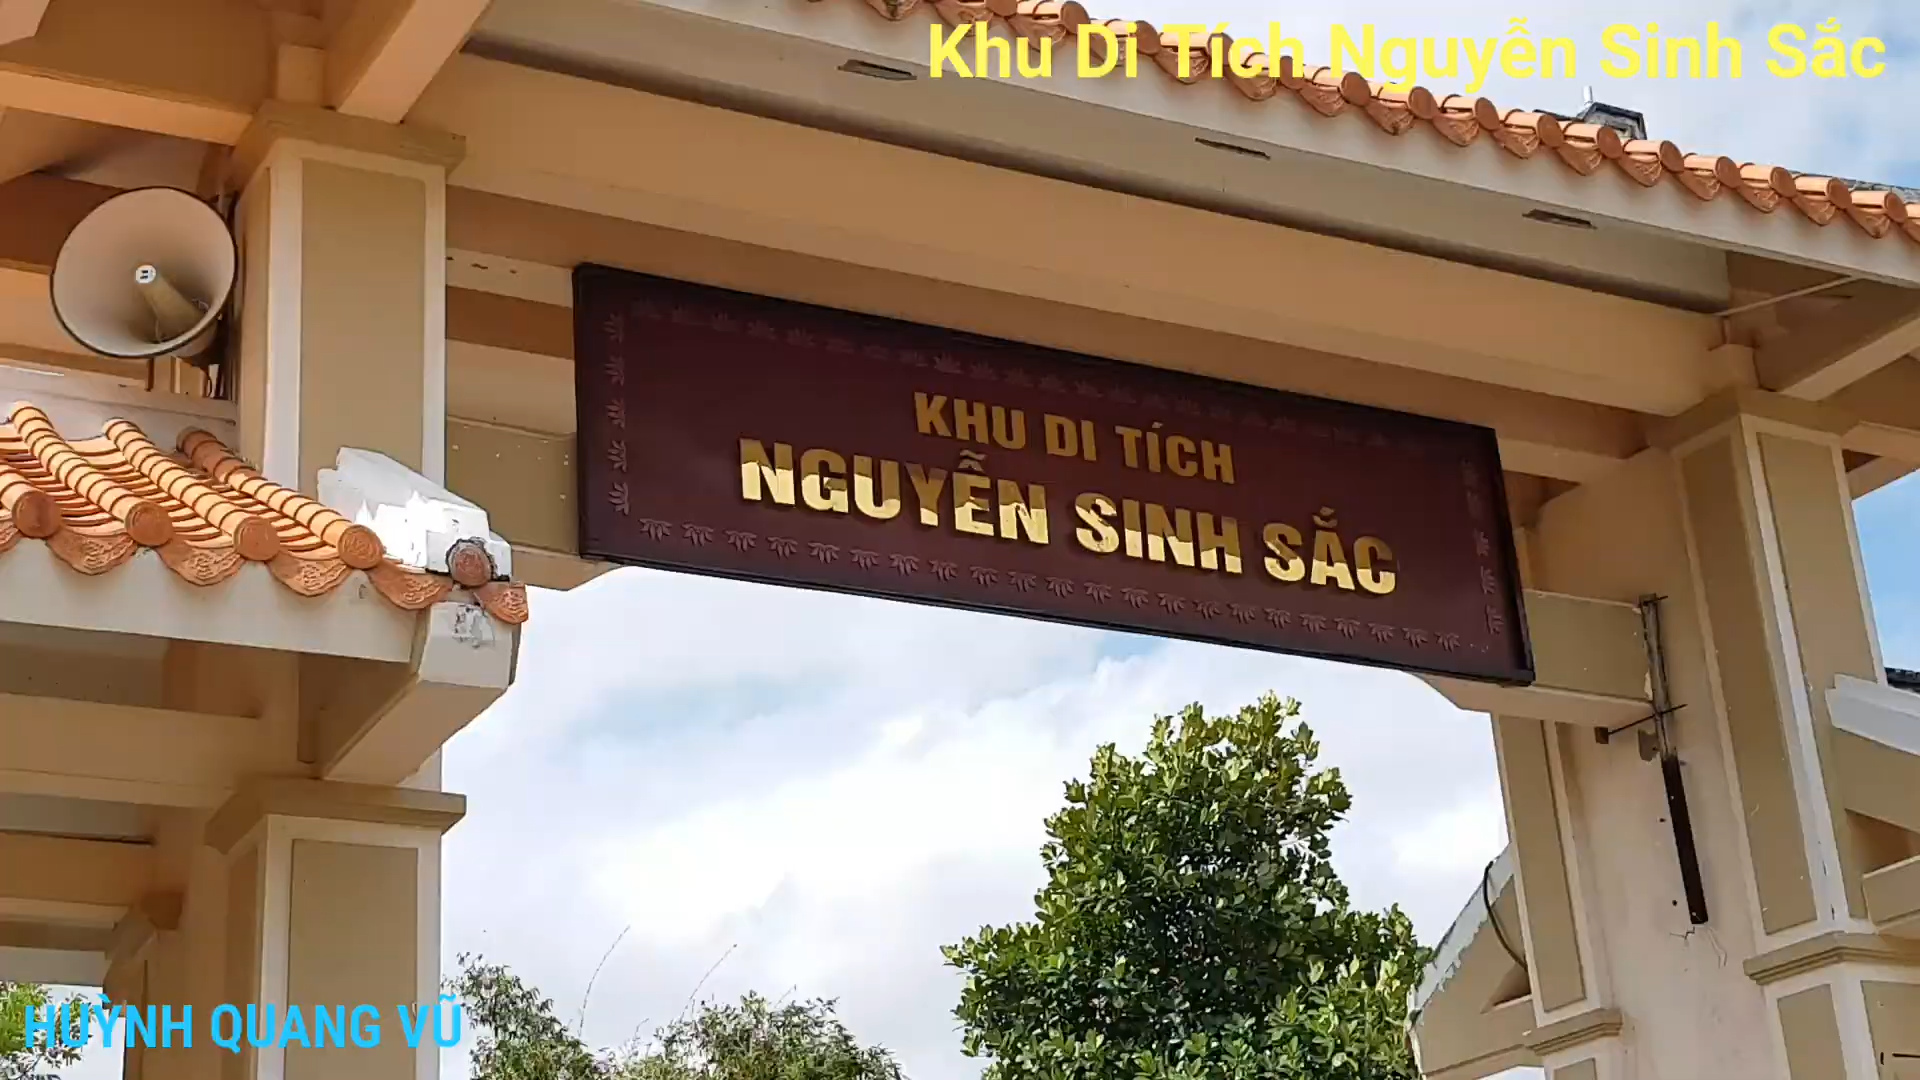 Khu Di Tích Nguyễn Sinh Sắc
KHU DI TÍCH
NGUYỄN SINH SẮC
HUỲNH QUANG VŨ